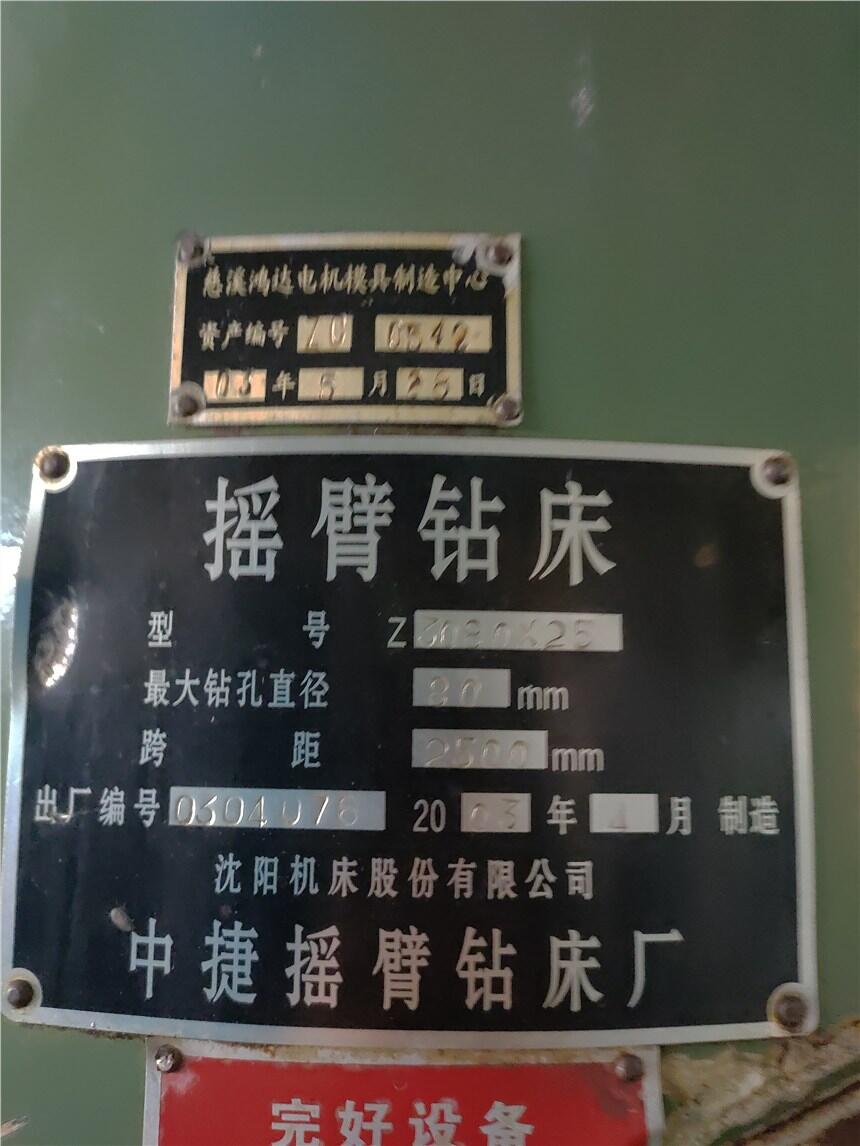 慈溪鸿达电机模具制造中心
资产编号 ZC 0342
03 年 5 月 28 日
摇臂钻床
型 号 Z3080X25
最大钻孔直径 80 mm
跨 距 2500 mm
出厂编号 0304078 2003 年 4 月 制造
沈阳机床股份有限公司
中捷摇臂钻床厂
完好设备